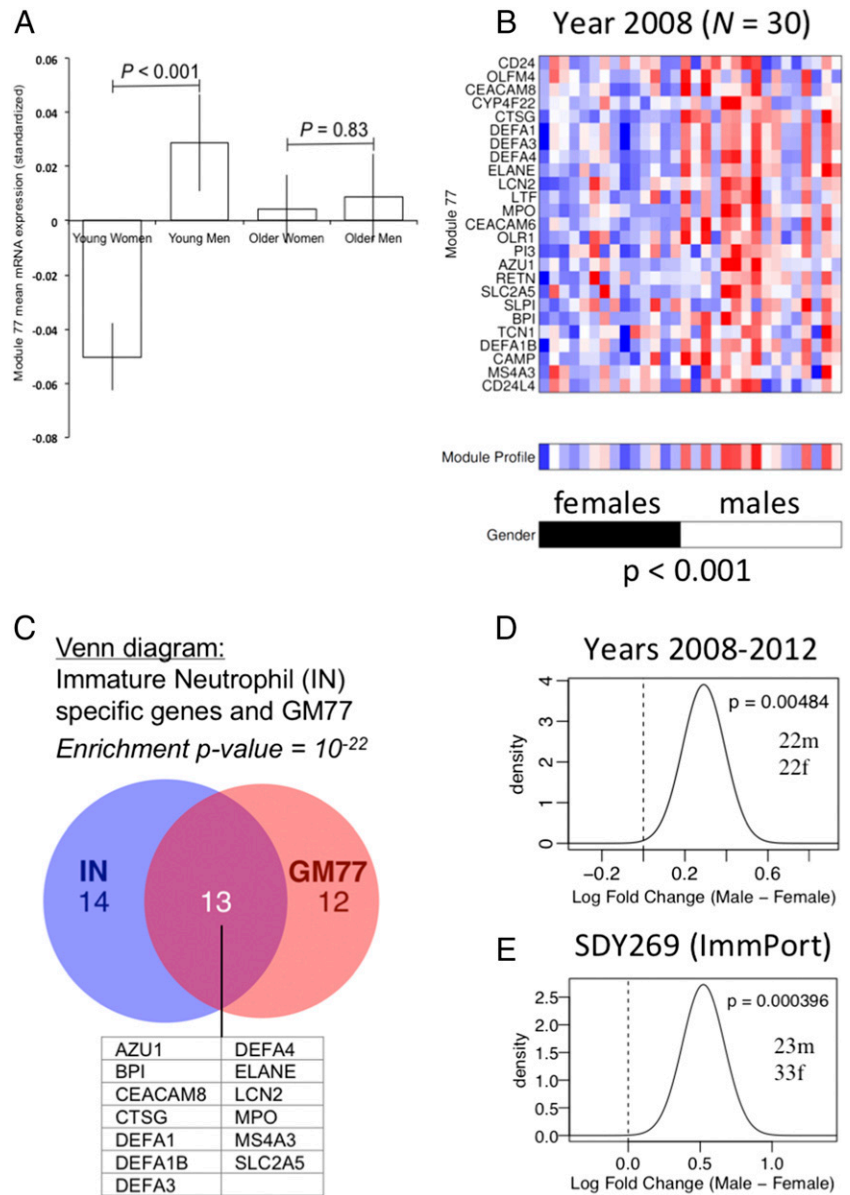 A
0.06
0.04
0.02
0
-0.02
-0.04
-0.06
-0.08
Module 77 mean mRNA expression (standardized)
P < 0.001
P = 0.83
Young Women
Young Men
Older Women
Older Men
B
Year 2008 (N = 30)
Module 77
CD24
OLFM4
CEACAM8
CYP4F22
CTSG
DEFA1
DEFA3
DEFA4
ELANE
LCN2
LTF
MPO
CEACAM6
OLR1
PI3
AZU1
RETN
SLC2A5
SLPI
BPI
TCN1
DEFA1B
CAMP
MS4A3
CD24L4
Module Profile
females males
Gender
p < 0.001
C
Venn diagram:
Immature Neutrophil (IN)
specific genes and GM77
Enrichment p-value = 10-22
IN
14
13
GM77
12
AZU1 DEFA4
BPI ELANE
CEACAM8 LCN2
CTSG MPO
DEFA1 MS4A3
DEFA1B SLC2A5
DEFA3
D
Years 2008-2012
density
4
3
2
1
0
p = 0.00484
22m
22f
−0.2 0.2 0.6
Log Fold Change (Male − Female)
E
SDY269 (ImmPort)
density
2.5
2.0
1.5
1.0
0.5
0.0
p = 0.000396
23m
33f
0.0 0.5 1.0
Log Fold Change (Male − Female)